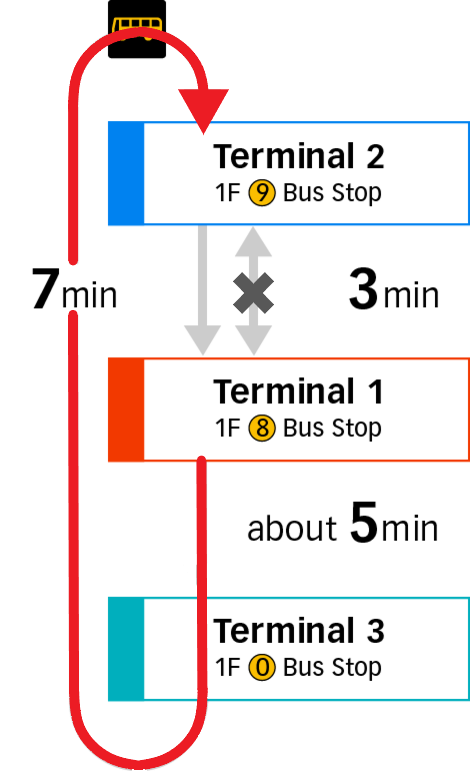 Terminal 2
1F 9 Bus Stop
7min
3min
Terminal 1
1F 8 Bus Stop
about 5min
Terminal 3
1F 0 Bus Stop